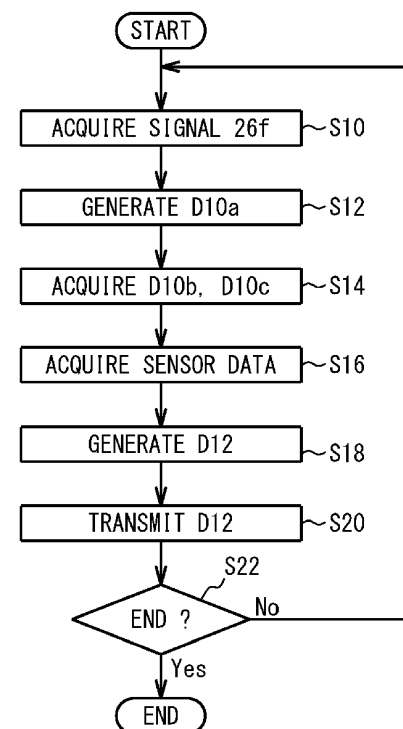 START
ACQUIRE SIGNAL 26f
S10
GENERATE D10a
S12
ACQUIRE D10b, D10c
S14
ACQUIRE SENSOR DATA
S16
GENERATE D12
S18
TRANSMIT D12
S20
S22
END ?
No
Yes
END